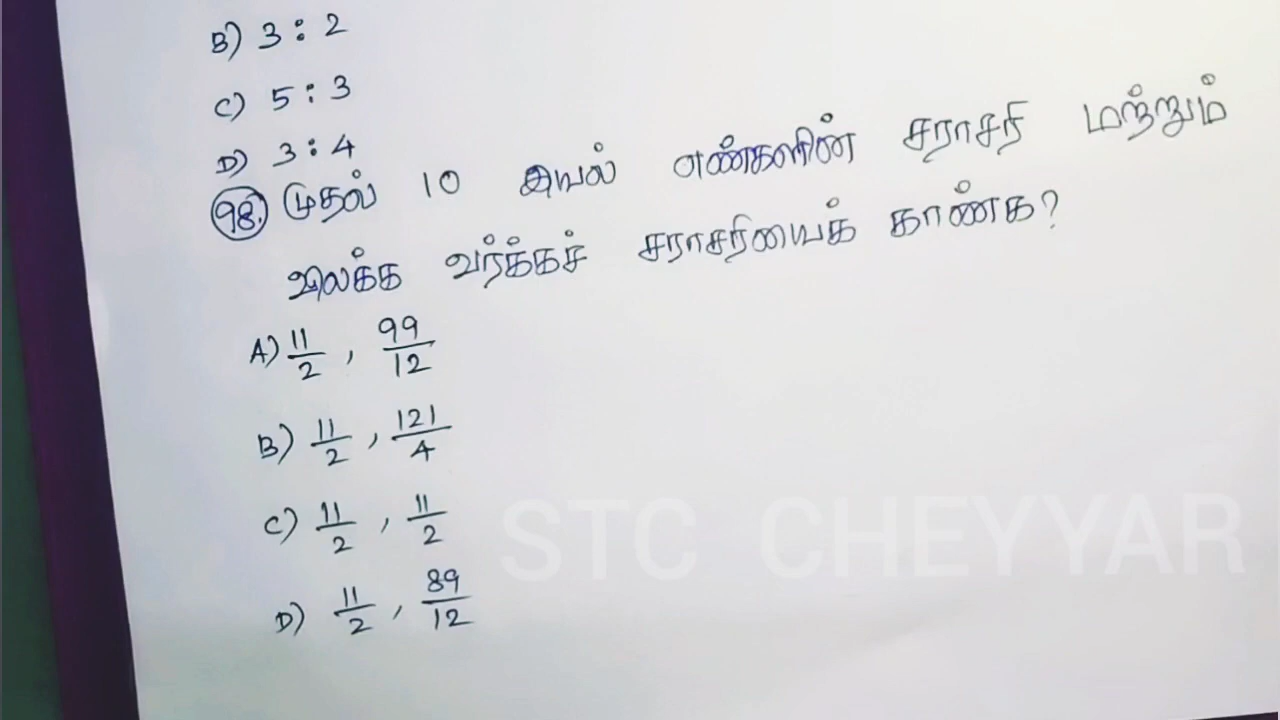 B) 3 : 2
C) 5 : 3
D) 3 : 4
98. முதல் 10 இயல் எண்களின் சராசரி மற்றும்
விலக்க வர்க்கச் சராசரியைக் காண்க?
A) 11/2 , 99/12
B) 11/2 , 121/4
C) 11/2 , 11/2
D) 11/2 , 89/12
STC CHEYYAR